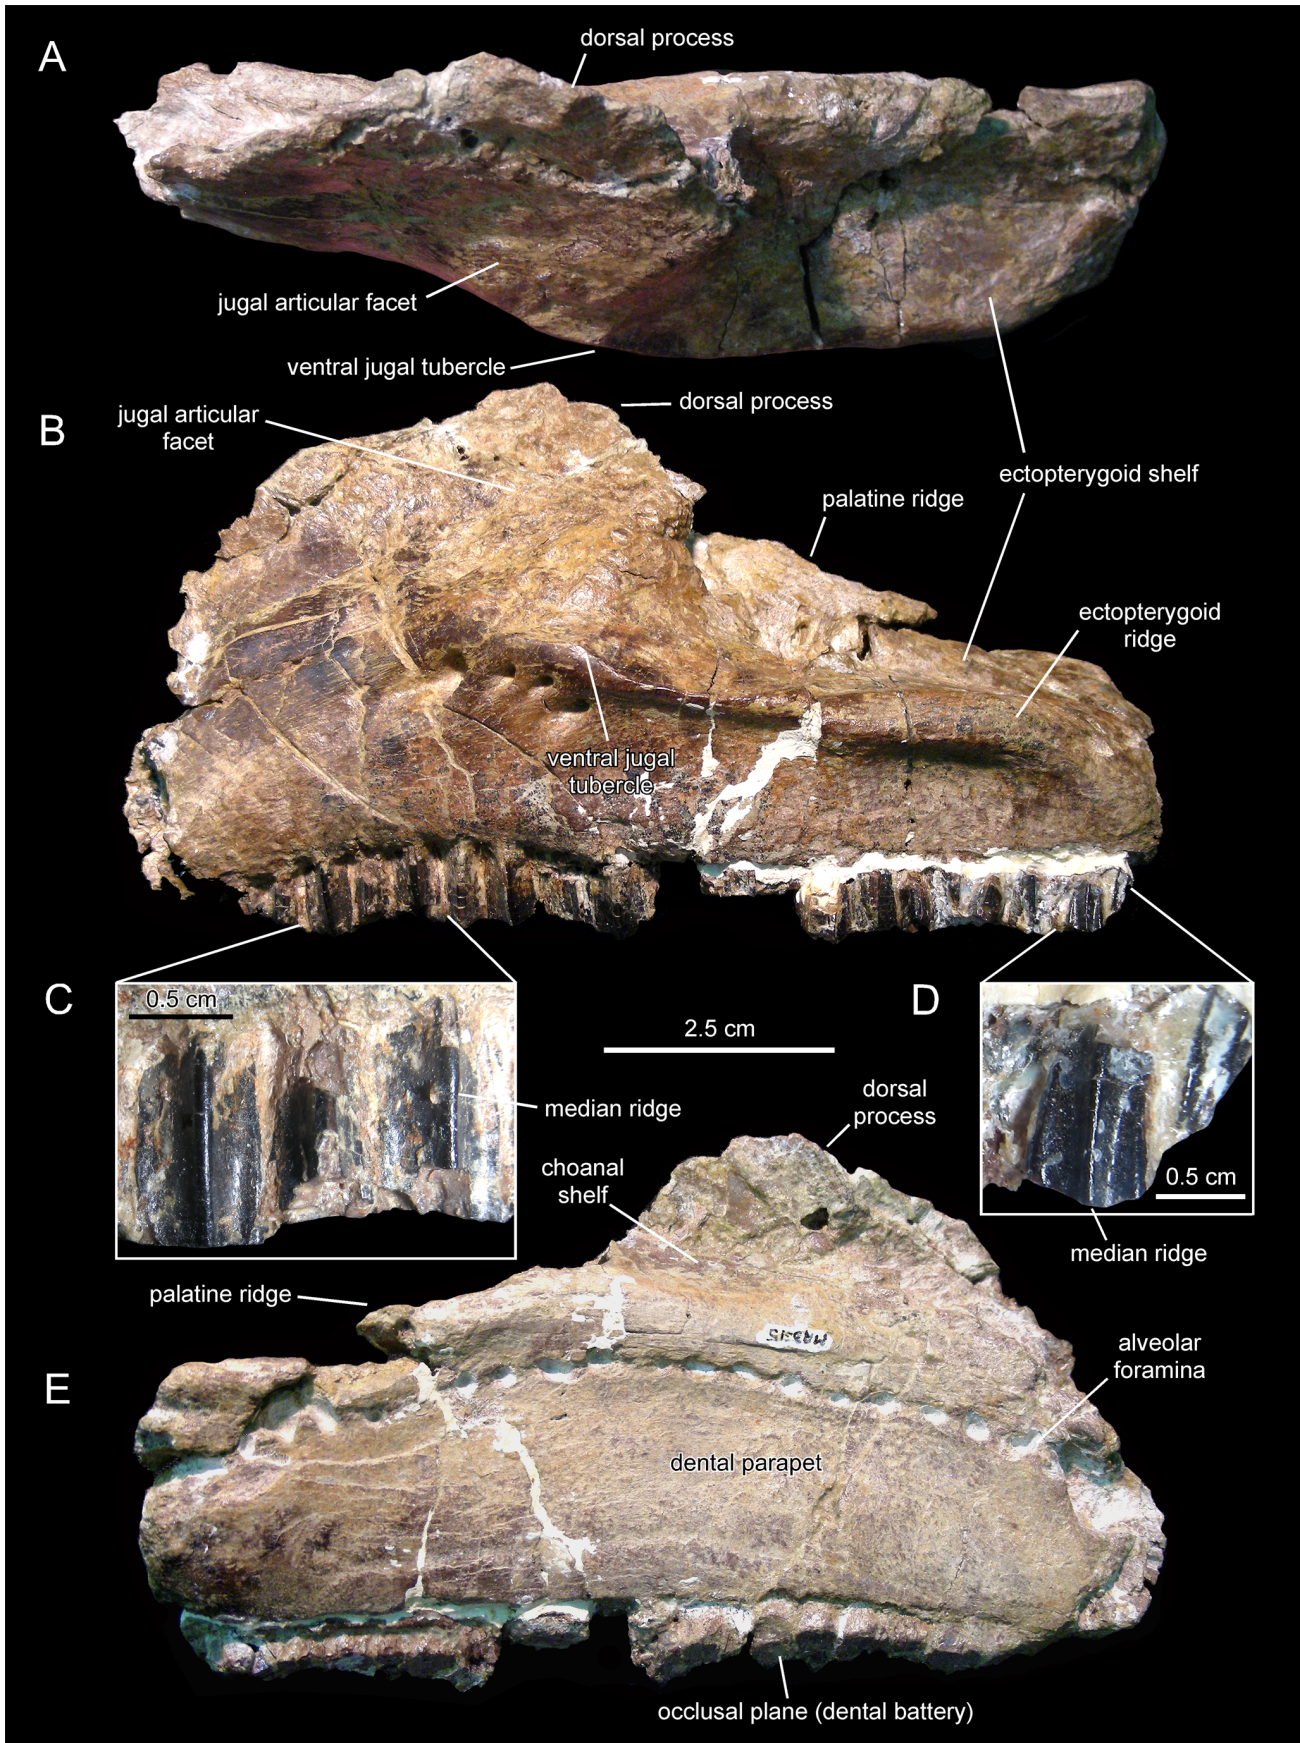 A
dorsal process
jugal articular facet
ventral jugal tubercle
B
jugal articular
facet
dorsal process
ectopterygoid shelf
palatine ridge
ectopterygoid
ridge
ventral jugal
tubercle
C
0.5 cm
2.5 cm
D
median ridge
0.5 cm
median ridge
dorsal
process
choanal
shelf
palatine ridge
E
alveolar
foramina
dental parapet
occlusal plane (dental battery)